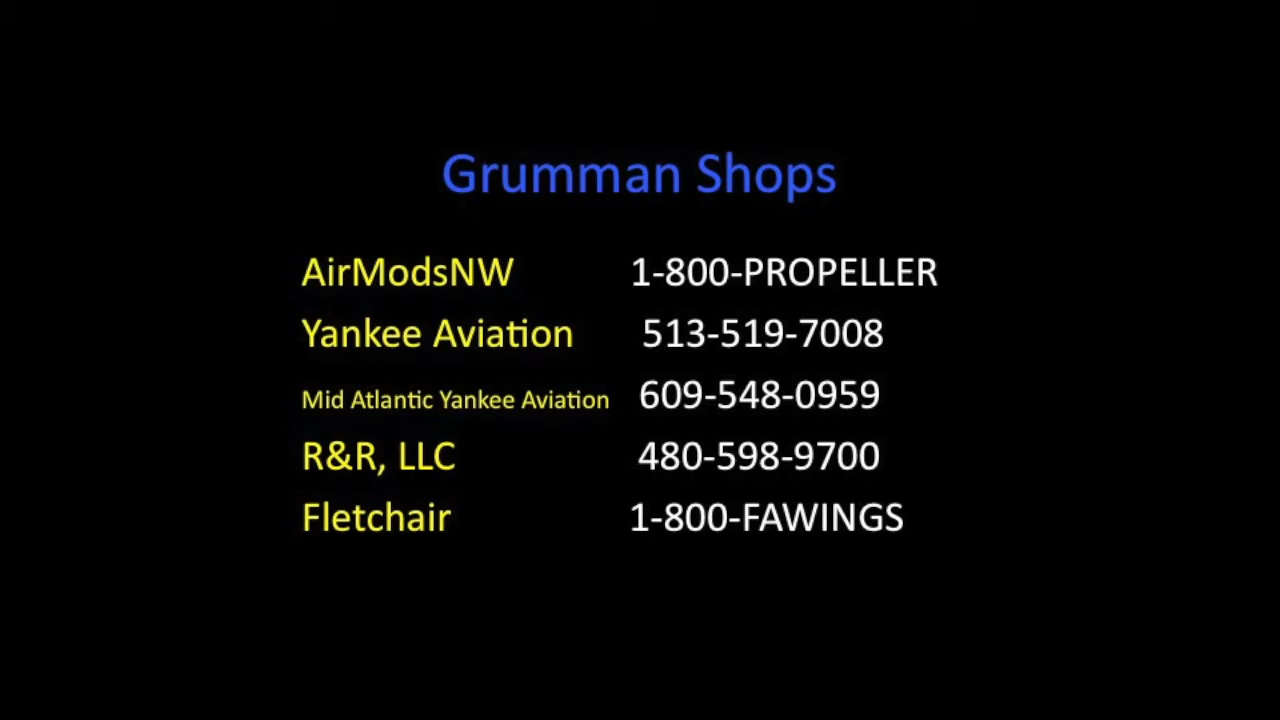 Grumman Shops
AirModsNW 1-800-PROPELLER
Yankee Aviation 513-519-7008
Mid Atlantic Yankee Aviation 609-548-0959
R&R, LLC 480-598-9700
Fletchair 1-800-FAWINGS